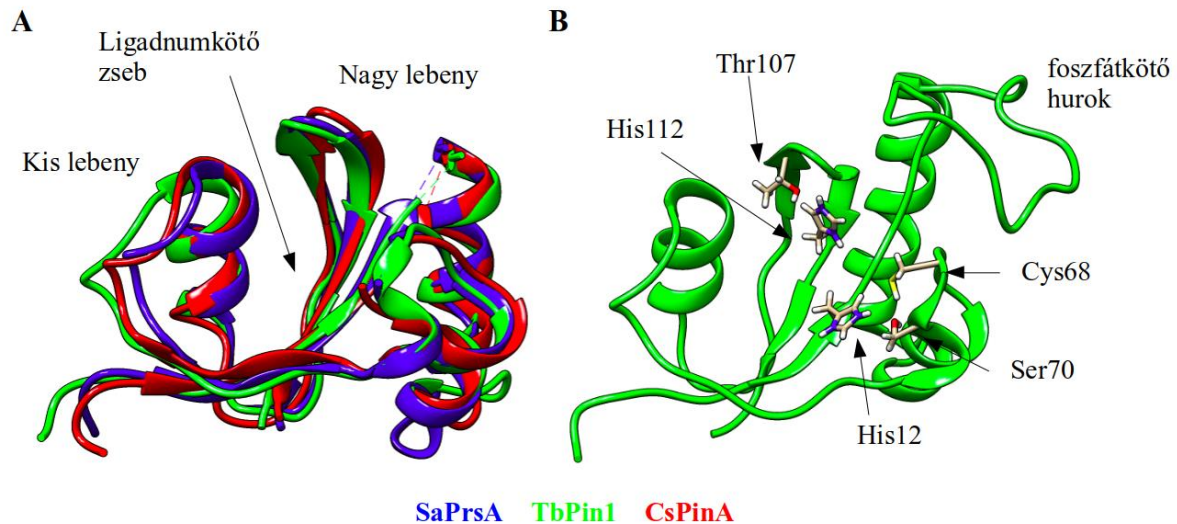 A
Ligadnumkötő
zseb
Nagy lebeny
Kis lebeny
B
Thr107
foszfátkötő
hurok
His112
Cys68
Ser70
His12
SaPrsA TbPin1 CsPinA